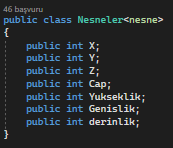 46 başvuru
public class Nesneler<nesne>
{
public int X;
public int Y;
public int Z;
public int Cap;
public int Yukseklik;
public int Genislik;
public int derinlik;
}